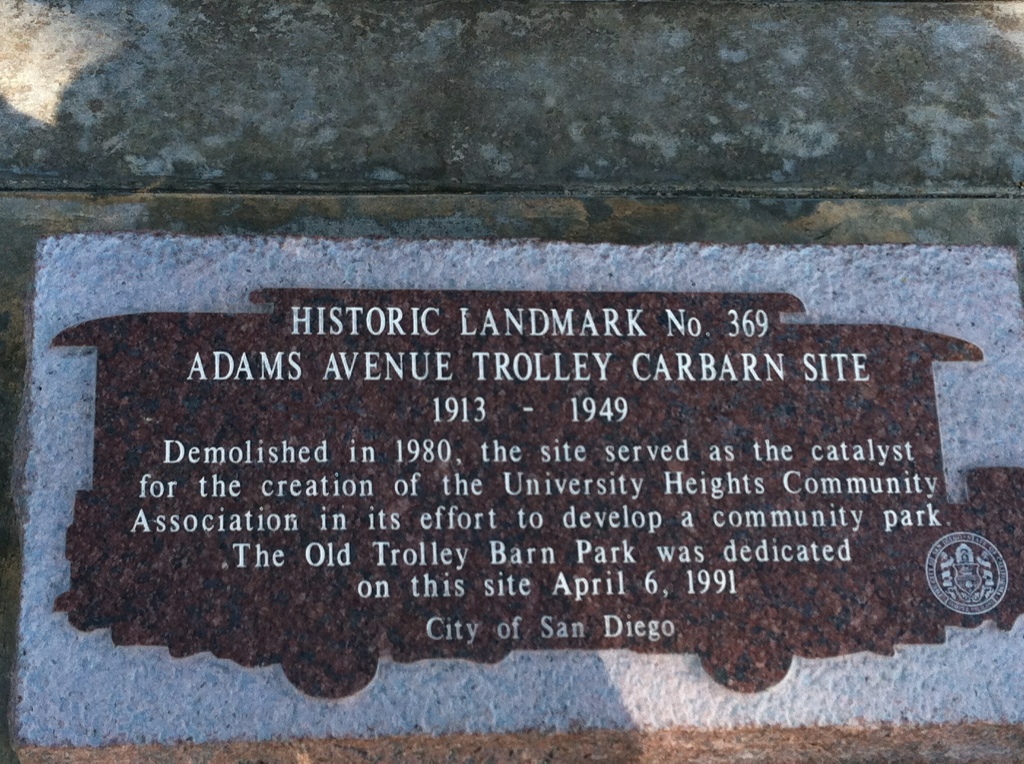 HISTORIC LANDMARK No. 369
ADAMS AVENUE TROLLEY CARBARN SITE
1913 - 1949
Demolished in 1980, the site served as the catalyst
for the creation of the University Heights Community
Association in its effort to develop a community park.
The Old Trolley Barn Park was dedicated
on this site April 6, 1991
City of San Diego